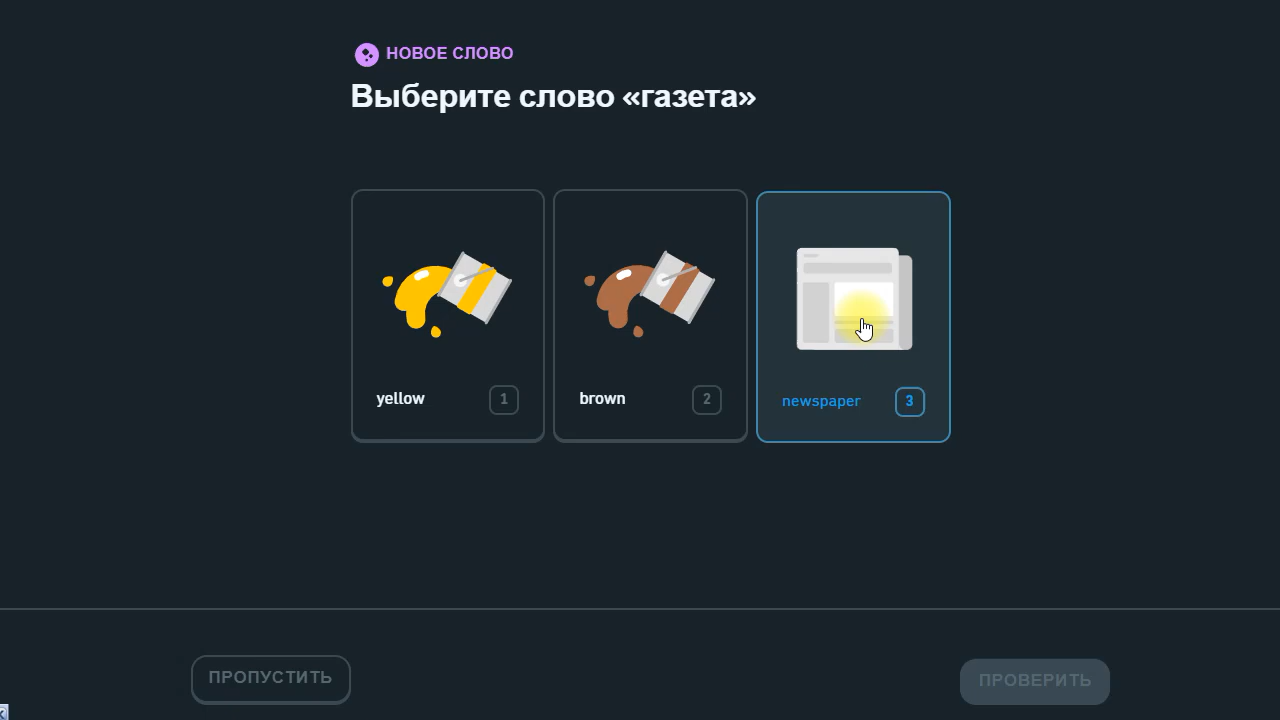 НОВОЕ СЛОВО
Выберите слово «газета»
yellow 1
brown 2
newspaper 3
ПРОПУСТИТЬ
ПРОВЕРИТЬ